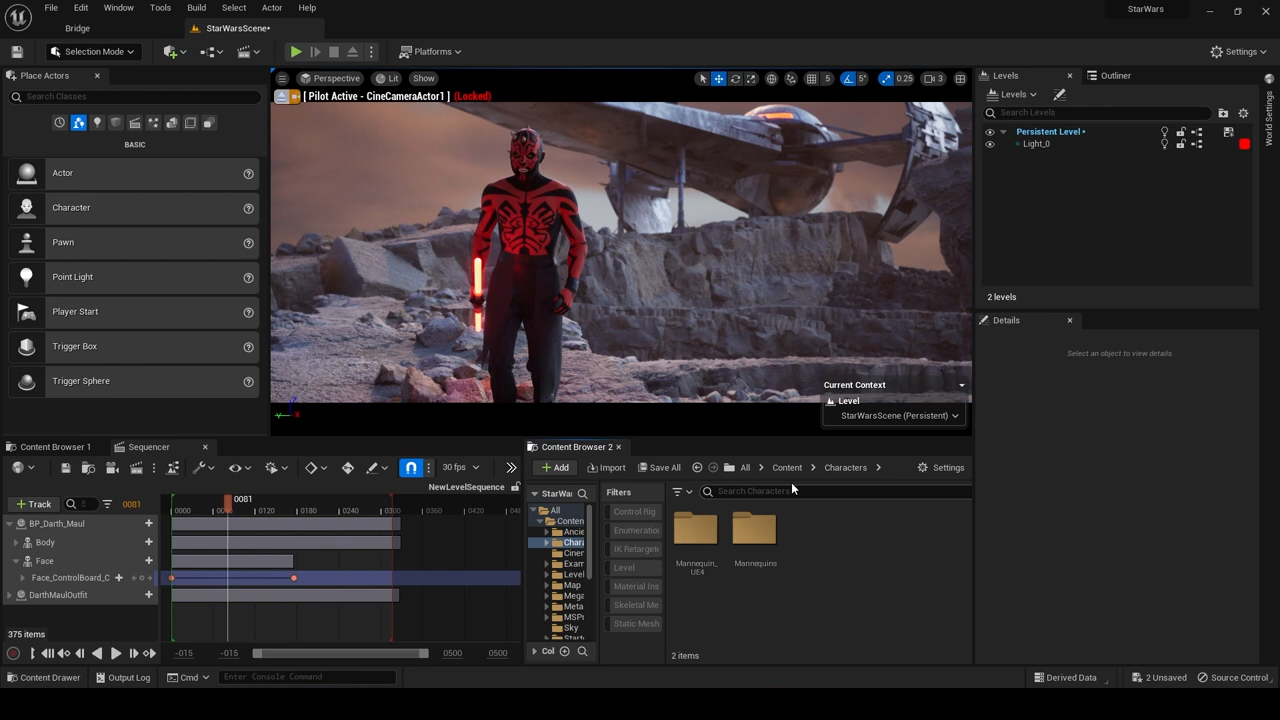 File Edit Window Tools Build Select Actor Help
StarWars
Bridge
StarWarsScene*
Selection Mode
Platforms
Settings
Place Actors
Search Classes
BASIC
Actor
Character
Pawn
Point Light
Player Start
Trigger Box
Trigger Sphere
Perspective Lit Show
5 5° 0.25 3
[ Pilot Active - CineCameraActor1 ] (Locked)
Current Context
Level
StarWarsScene (Persistent)
Levels
Outliner
Levels
Search Levels
Persistent Level
Light_0
2 levels
World Settings
Details
Select an object to view details.
Content Browser 1
Sequencer
30 fps
NewLevelSequence
Track
0081
0081
0000 0120 0180 0240 0300 0360 0420
BP_Darth_Maul
Body
Face
Face_ControlBoard_C
DarthMaulOutfit
375 items
-015 -015 0500 0500
Content Browser 2
Add Import Save All All Content Characters Settings
StarWa
All
Conten
Ancie
Chara
Ciner
Exam
Level
Map
Mega
Meta
MSPr
Sky
Col
Filters
Control Rig
Enumeratio
IK Retarget
Level
Material Ins
Skeletal Me
Static Mesh
Search Characters
Mannequin_
UE4
Mannequins
2 items
Content Drawer Output Log Cmd Enter Console Command
Derived Data 2 Unsaved Source Control